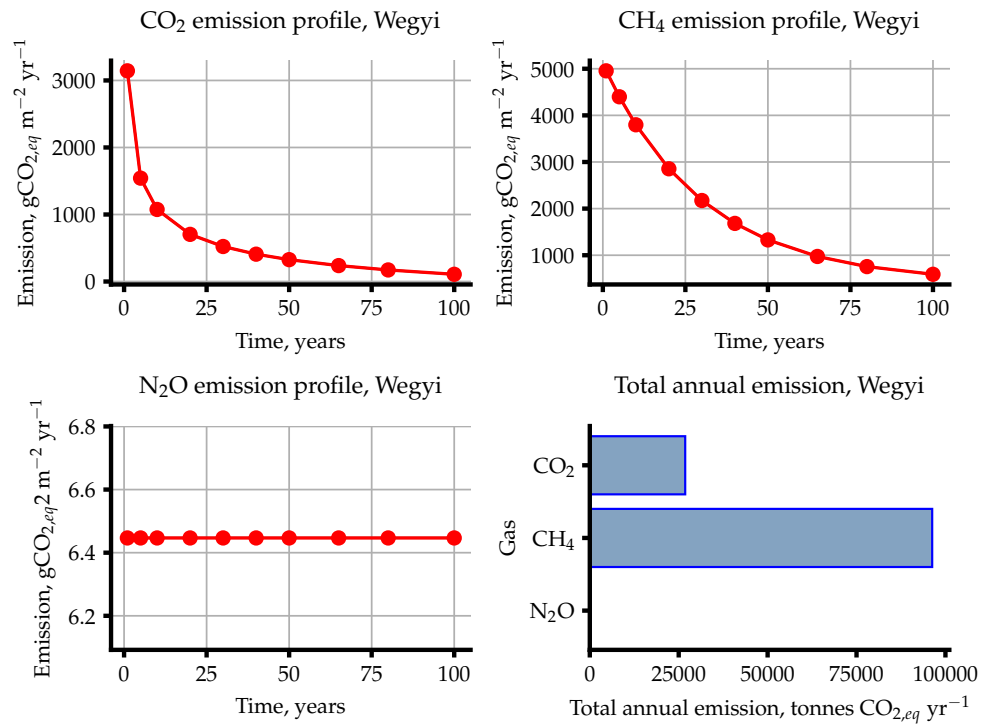 CO₂ emission profile, Wegyi
Emission, gCO₂,eq m⁻² yr⁻¹
3000
2000
1000
0
0 25 50 75 100
Time, years
CH₄ emission profile, Wegyi
Emission, gCO₂,eq m⁻² yr⁻¹
5000
4000
3000
2000
1000
0 25 50 75 100
Time, years
N₂O emission profile, Wegyi
Emission, gCO₂,eq2 m⁻² yr⁻¹
6.8
6.6
6.4
6.2
0 25 50 75 100
Time, years
Total annual emission, Wegyi
Gas
CO₂
CH₄
N₂O
0 25000 50000 75000 100000
Total annual emission, tonnes CO₂,eq yr⁻¹